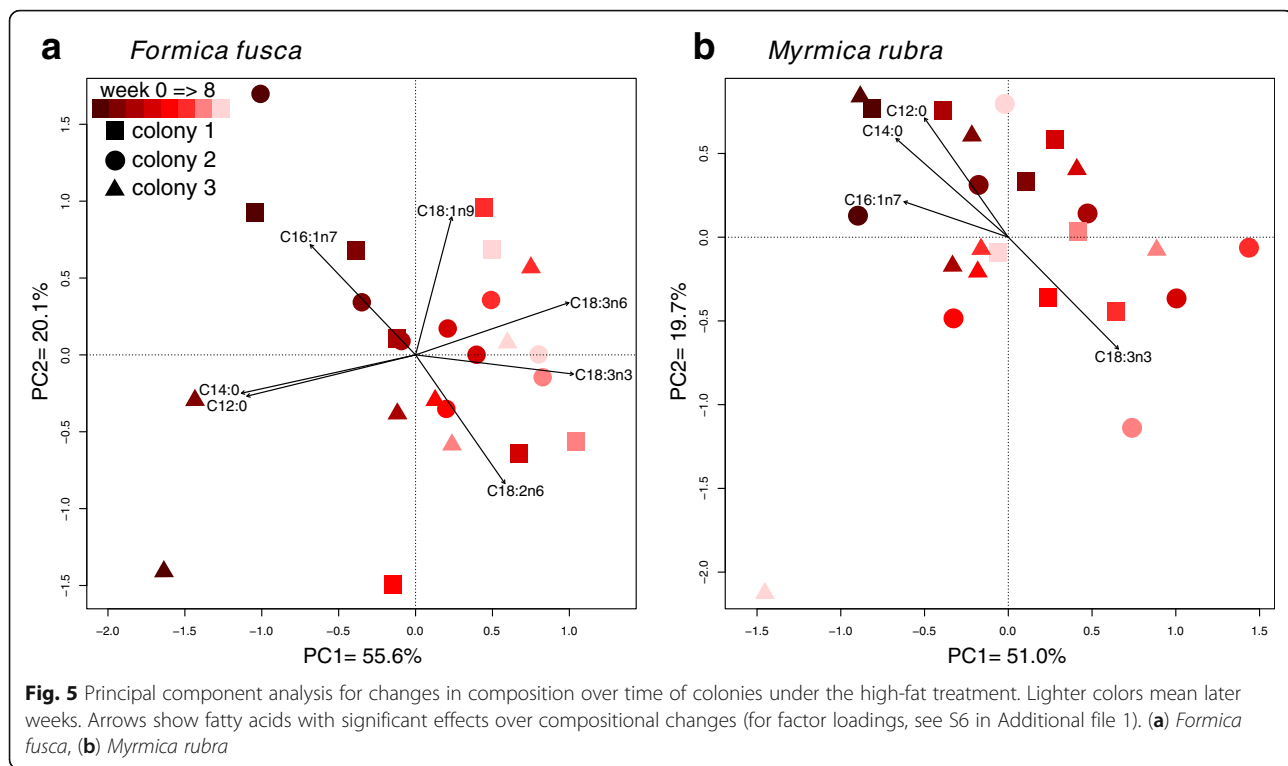 a Formica fusca
week 0 => 8
colony 1
colony 2
colony 3
C18:1n9
C16:1n7
C18:3n6
C18:3n3
C14:0
C12:0
C18:2n6
1.5
1.0
0.5
0.0
−0.5
−1.0
−1.5
PC2= 20.1%
−2.0 −1.5 −1.0 −0.5 0.0 0.5 1.0
PC1= 55.6%
b Myrmica rubra
C12:0
C14:0
C16:1n7
C18:3n3
0.5
0.0
−0.5
−1.0
−1.5
−2.0
PC2= 19.7%
−1.5 −1.0 −0.5 0.0 0.5 1.0 1.5
PC1= 51.0%
Fig. 5 Principal component analysis for changes in composition over time of colonies under the high-fat treatment. Lighter colors mean later
weeks. Arrows show fatty acids with significant effects over compositional changes (for factor loadings, see S6 in Additional file 1). (a) Formica
fusca, (b) Myrmica rubra